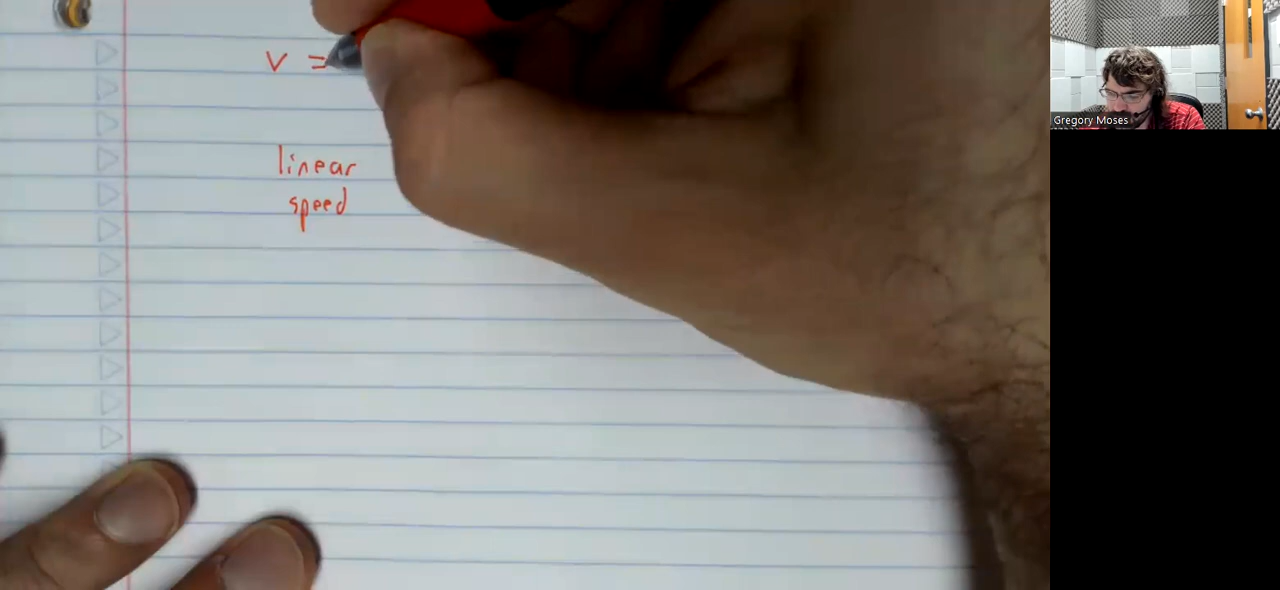 v =
linear
speed
Gregory Moses